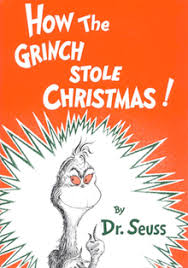 How THE
GRINCH
STOLE
CHRISTMAS!
By
Dr. Seuss